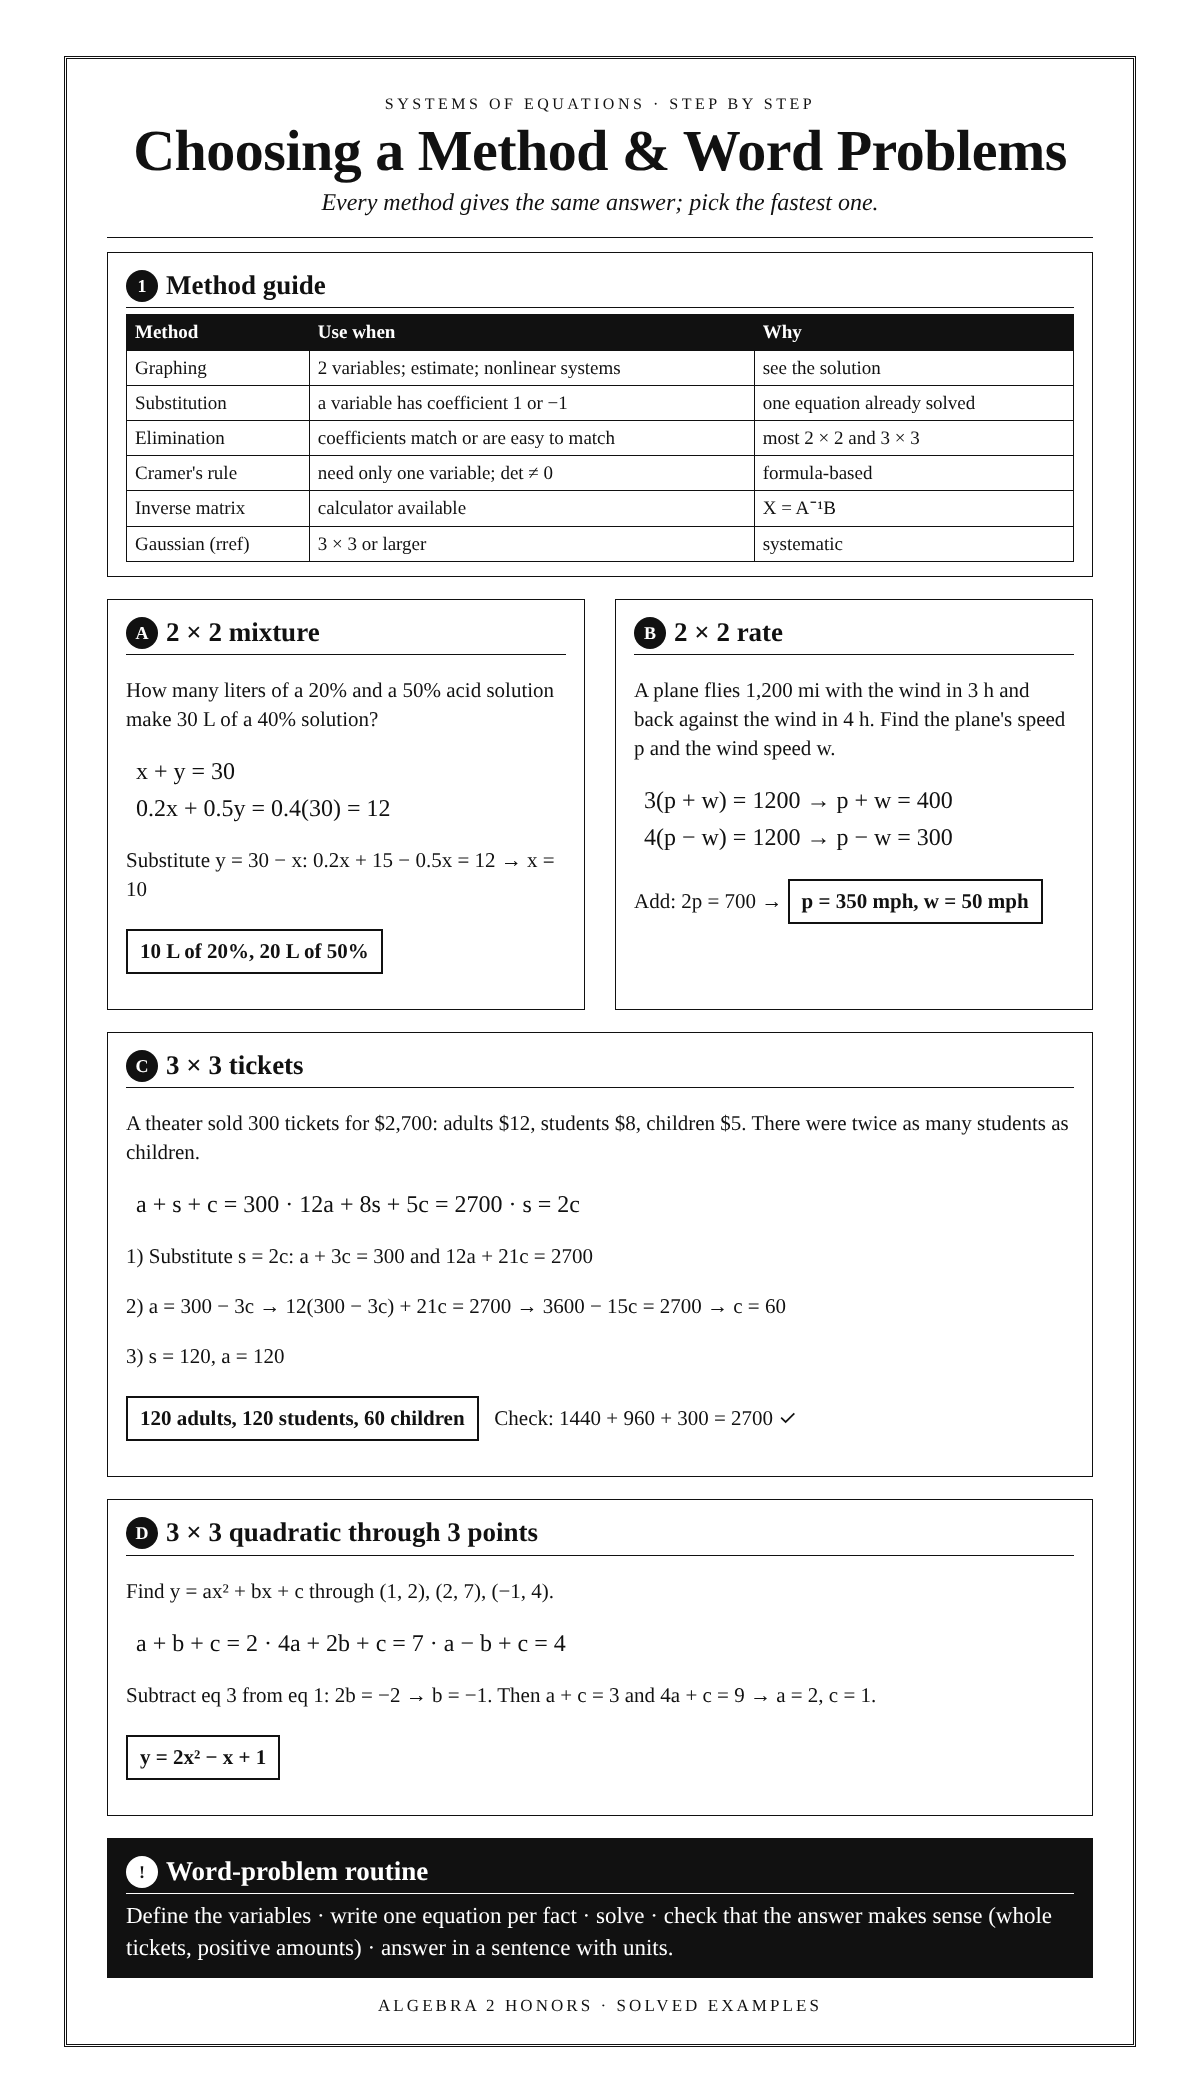 SYSTEMS OF EQUATIONS · STEP BY STEP
Choosing a Method & Word Problems
Every method gives the same answer; pick the fastest one.
1 Method guide
Method Use when Why
Graphing 2 variables; estimate; nonlinear systems see the solution
Substitution a variable has coefficient 1 or −1 one equation already solved
Elimination coefficients match or are easy to match most 2 × 2 and 3 × 3
Cramer's rule need only one variable; det ≠ 0 formula-based
Inverse matrix calculator available X = A⁻¹B
Gaussian (rref) 3 × 3 or larger systematic
A 2 × 2 mixture
How many liters of a 20% and a 50% acid solution
make 30 L of a 40% solution?
x + y = 30
0.2x + 0.5y = 0.4(30) = 12
Substitute y = 30 − x: 0.2x + 15 − 0.5x = 12 → x =
10
10 L of 20%, 20 L of 50%
B 2 × 2 rate
A plane flies 1,200 mi with the wind in 3 h and
back against the wind in 4 h. Find the plane's speed
p and the wind speed w.
3(p + w) = 1200 → p + w = 400
4(p − w) = 1200 → p − w = 300
Add: 2p = 700 → p = 350 mph, w = 50 mph
C 3 × 3 tickets
A theater sold 300 tickets for $2,700: adults $12, students $8, children $5. There were twice as many students as
children.
a + s + c = 300 · 12a + 8s + 5c = 2700 · s = 2c
1) Substitute s = 2c: a + 3c = 300 and 12a + 21c = 2700
2) a = 300 − 3c → 12(300 − 3c) + 21c = 2700 → 3600 − 15c = 2700 → c = 60
3) s = 120, a = 120
120 adults, 120 students, 60 children Check: 1440 + 960 + 300 = 2700 ✓
D 3 × 3 quadratic through 3 points
Find y = ax² + bx + c through (1, 2), (2, 7), (−1, 4).
a + b + c = 2 · 4a + 2b + c = 7 · a − b + c = 4
Subtract eq 3 from eq 1: 2b = −2 → b = −1. Then a + c = 3 and 4a + c = 9 → a = 2, c = 1.
y = 2x² − x + 1
! Word-problem routine
Define the variables · write one equation per fact · solve · check that the answer makes sense (whole
tickets, positive amounts) · answer in a sentence with units.
ALGEBRA 2 HONORS · SOLVED EXAMPLES